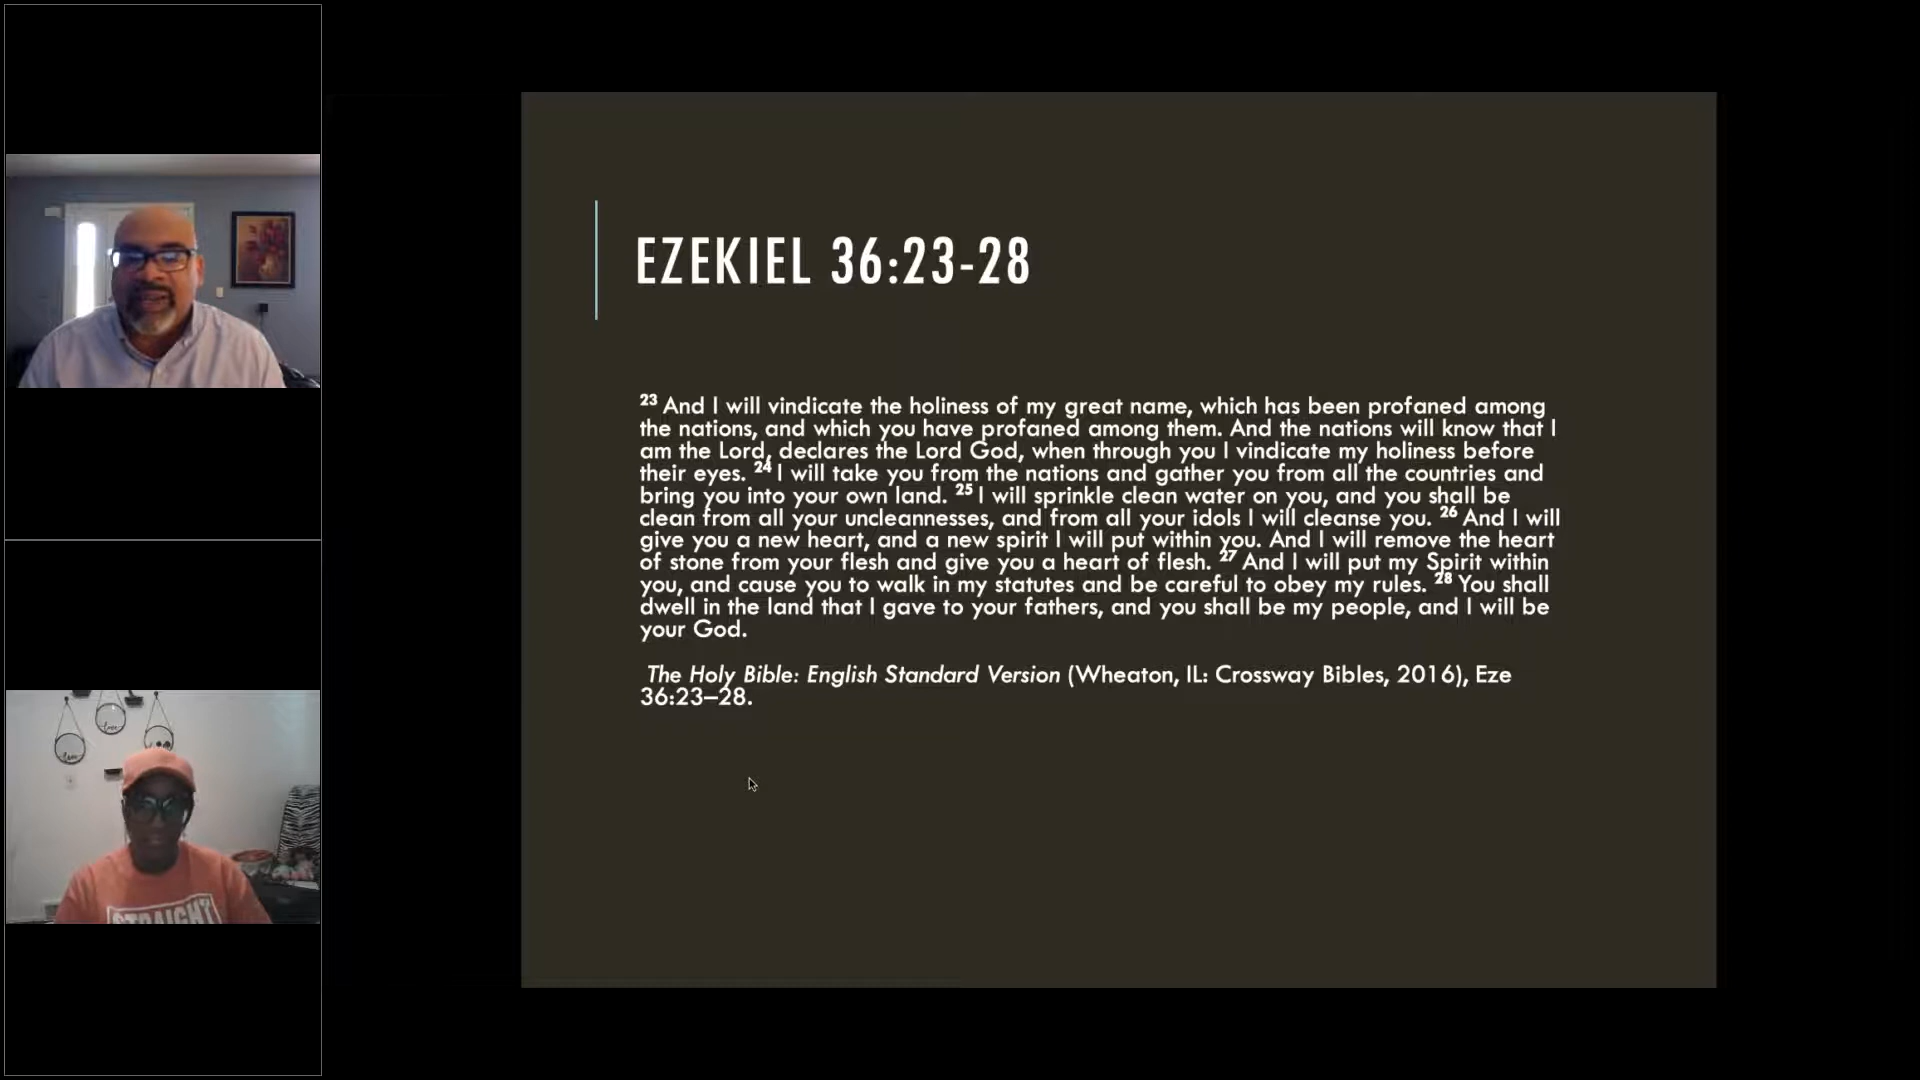 EZEKIEL 36:23-28
23 And I will vindicate the holiness of my great name, which has been profaned among
the nations, and which you have profaned among them. And the nations will know that I
am the Lord, declares the Lord God, when through you I vindicate my holiness before
their eyes. 24 I will take you from the nations and gather you from all the countries and
bring you into your own land. 25 I will sprinkle clean water on you, and you shall be
clean from all your uncleannesses, and from all your idols I will cleanse you. 26 And I will
give you a new heart, and a new spirit I will put within you. And I will remove the heart
of stone from your flesh and give you a heart of flesh. 27 And I will put my Spirit within
you, and cause you to walk in my statutes and be careful to obey my rules. 28 You shall
dwell in the land that I gave to your fathers, and you shall be my people, and I will be
your God.
The Holy Bible: English Standard Version (Wheaton, IL: Crossway Bibles, 2016), Eze
36:23–28.
STRAIGHT